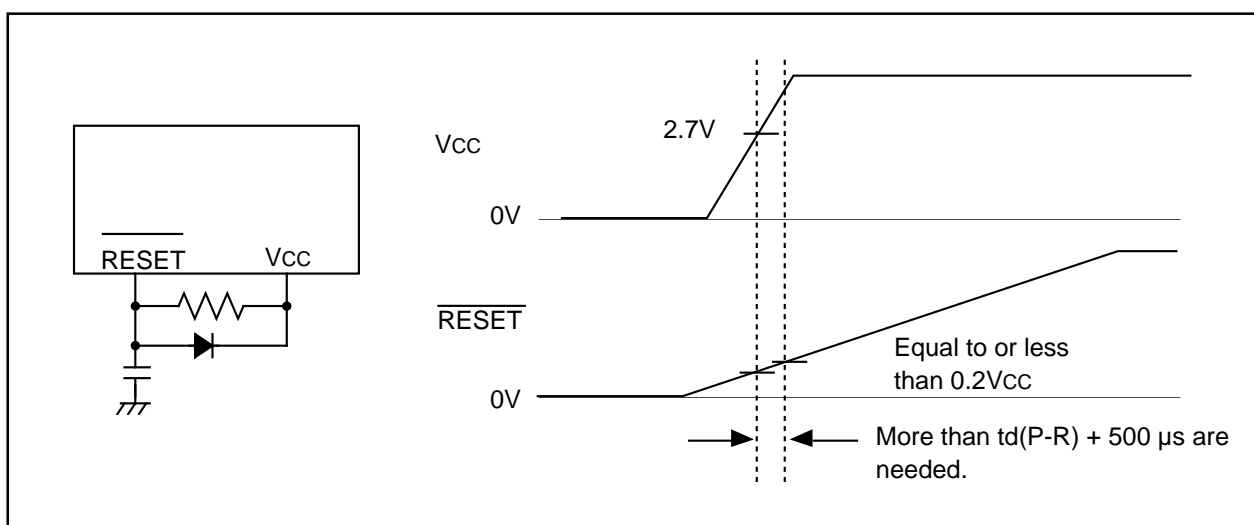 RESET
VCC
VCC
2.7V
0V
RESET
0V
Equal to or less
than 0.2VCC
More than td(P-R) + 500 µs are
needed.